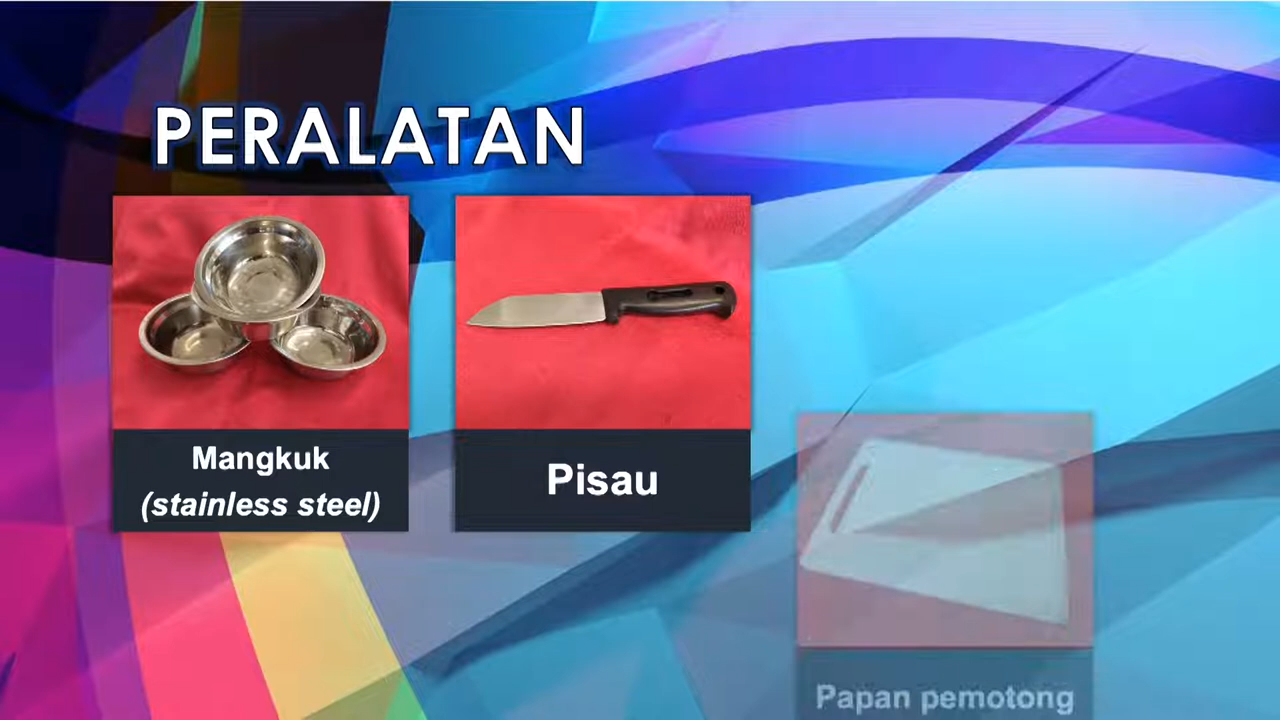 PERALATAN
Mangkuk
(stainless steel)
Pisau
Papan pemotong